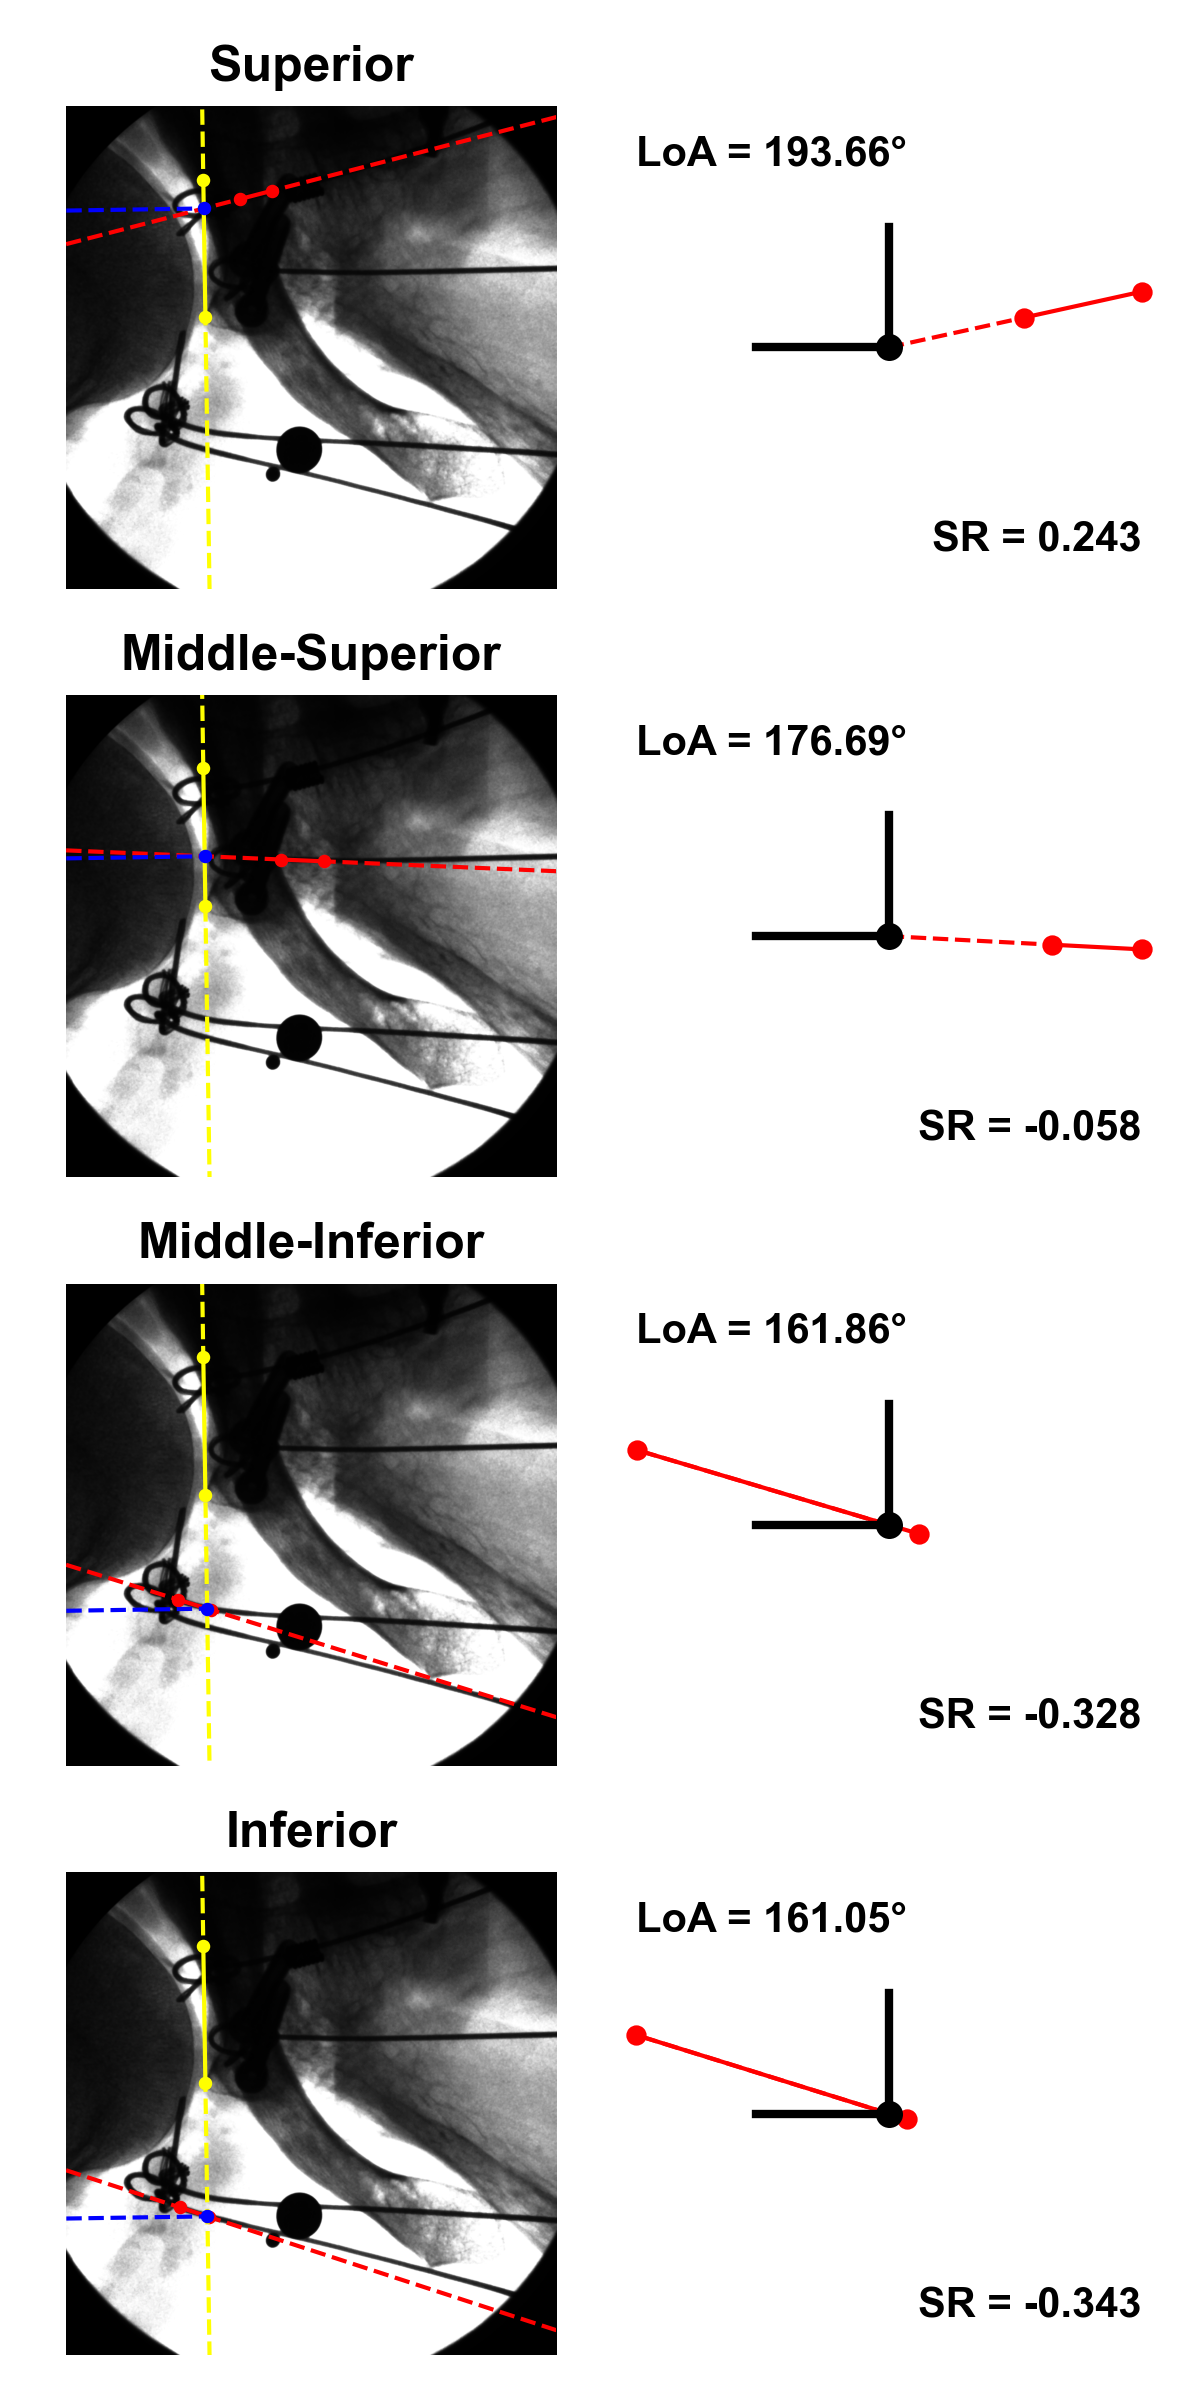 Superior
LoA = 193.66°
SR = 0.243
Middle-Superior
LoA = 176.69°
SR = -0.058
Middle-Inferior
LoA = 161.86°
SR = -0.328
Inferior
LoA = 161.05°
SR = -0.343